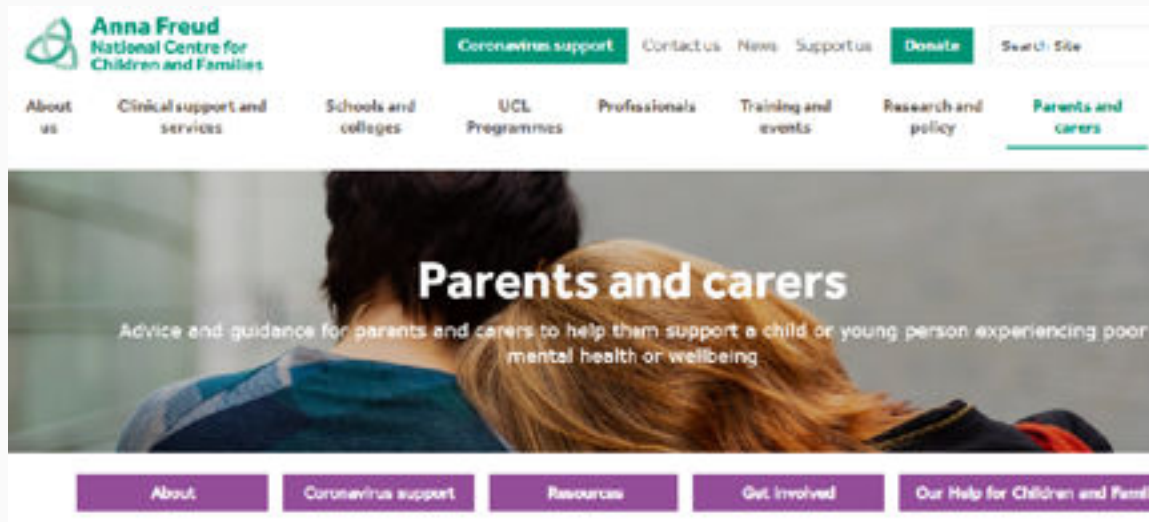 Anna Freud
National Centre for
Children and Families
Coronavirus support
Contact us
News
Support us
Donate
Search Site
About
us
Clinical support and
services
Schools and
colleges
UCL
Programmes
Professionals
Training and
events
Research and
policy
Parents and
carers
Parents and carers
Advice and guidance for parents and carers to help them support a child or young person experiencing poor
mental health or wellbeing
About
Coronavirus support
Resources
Get Involved
Our Help for Children and Famil